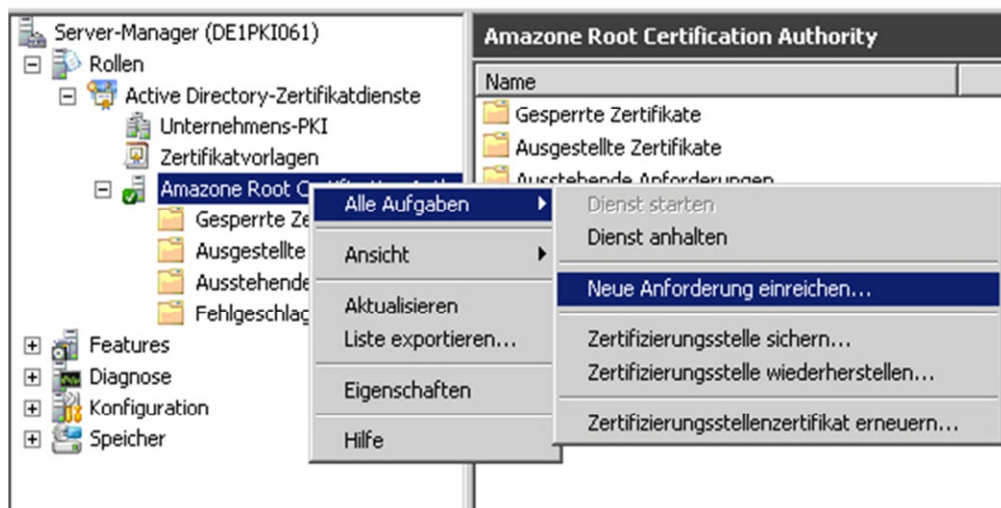 Server-Manager (DE1PKI061)
Rollen
Active Directory-Zertifikatdienste
Unternehmens-PKI
Zertifikatvorlagen
Amazone Root
Gesperrte
Ausgestellte
Ausstehende
Features
Diagnose
Konfiguration
Speicher
Amazone Root Certification Authority
Name
Gesperrte Zertifikate
Ausgestellte Zertifikate
Ausstehende Anforderungen
Alle Aufgaben
Ansicht
Aktualisieren
Liste exportieren...
Eigenschaften
Hilfe
Dienst starten
Dienst anhalten
Neue Anforderung einreichen...
Zertifizierungsstelle sichern...
Zertifizierungsstelle wiederherstellen...
Zertifizierungsstellenzertifikat erneuern...